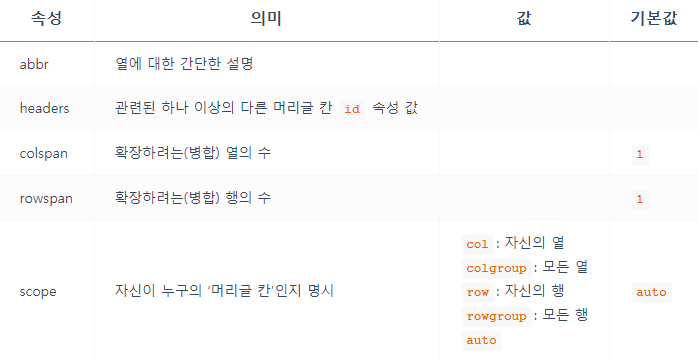 속성 의미 값 기본값
abbr 열에 대한 간단한 설명
headers 관련된 하나 이상의 다른 머리글 칸 id 속성 값
colspan 확장하려는(병합) 열의 수 1
rowspan 확장하려는(병합) 행의 수 1
col : 자신의 열
colgroup : 모든 열
scope 자신이 누구의 '머리글 칸'인지 명시 row : 자신의 행 auto
rowgroup : 모든 행
auto